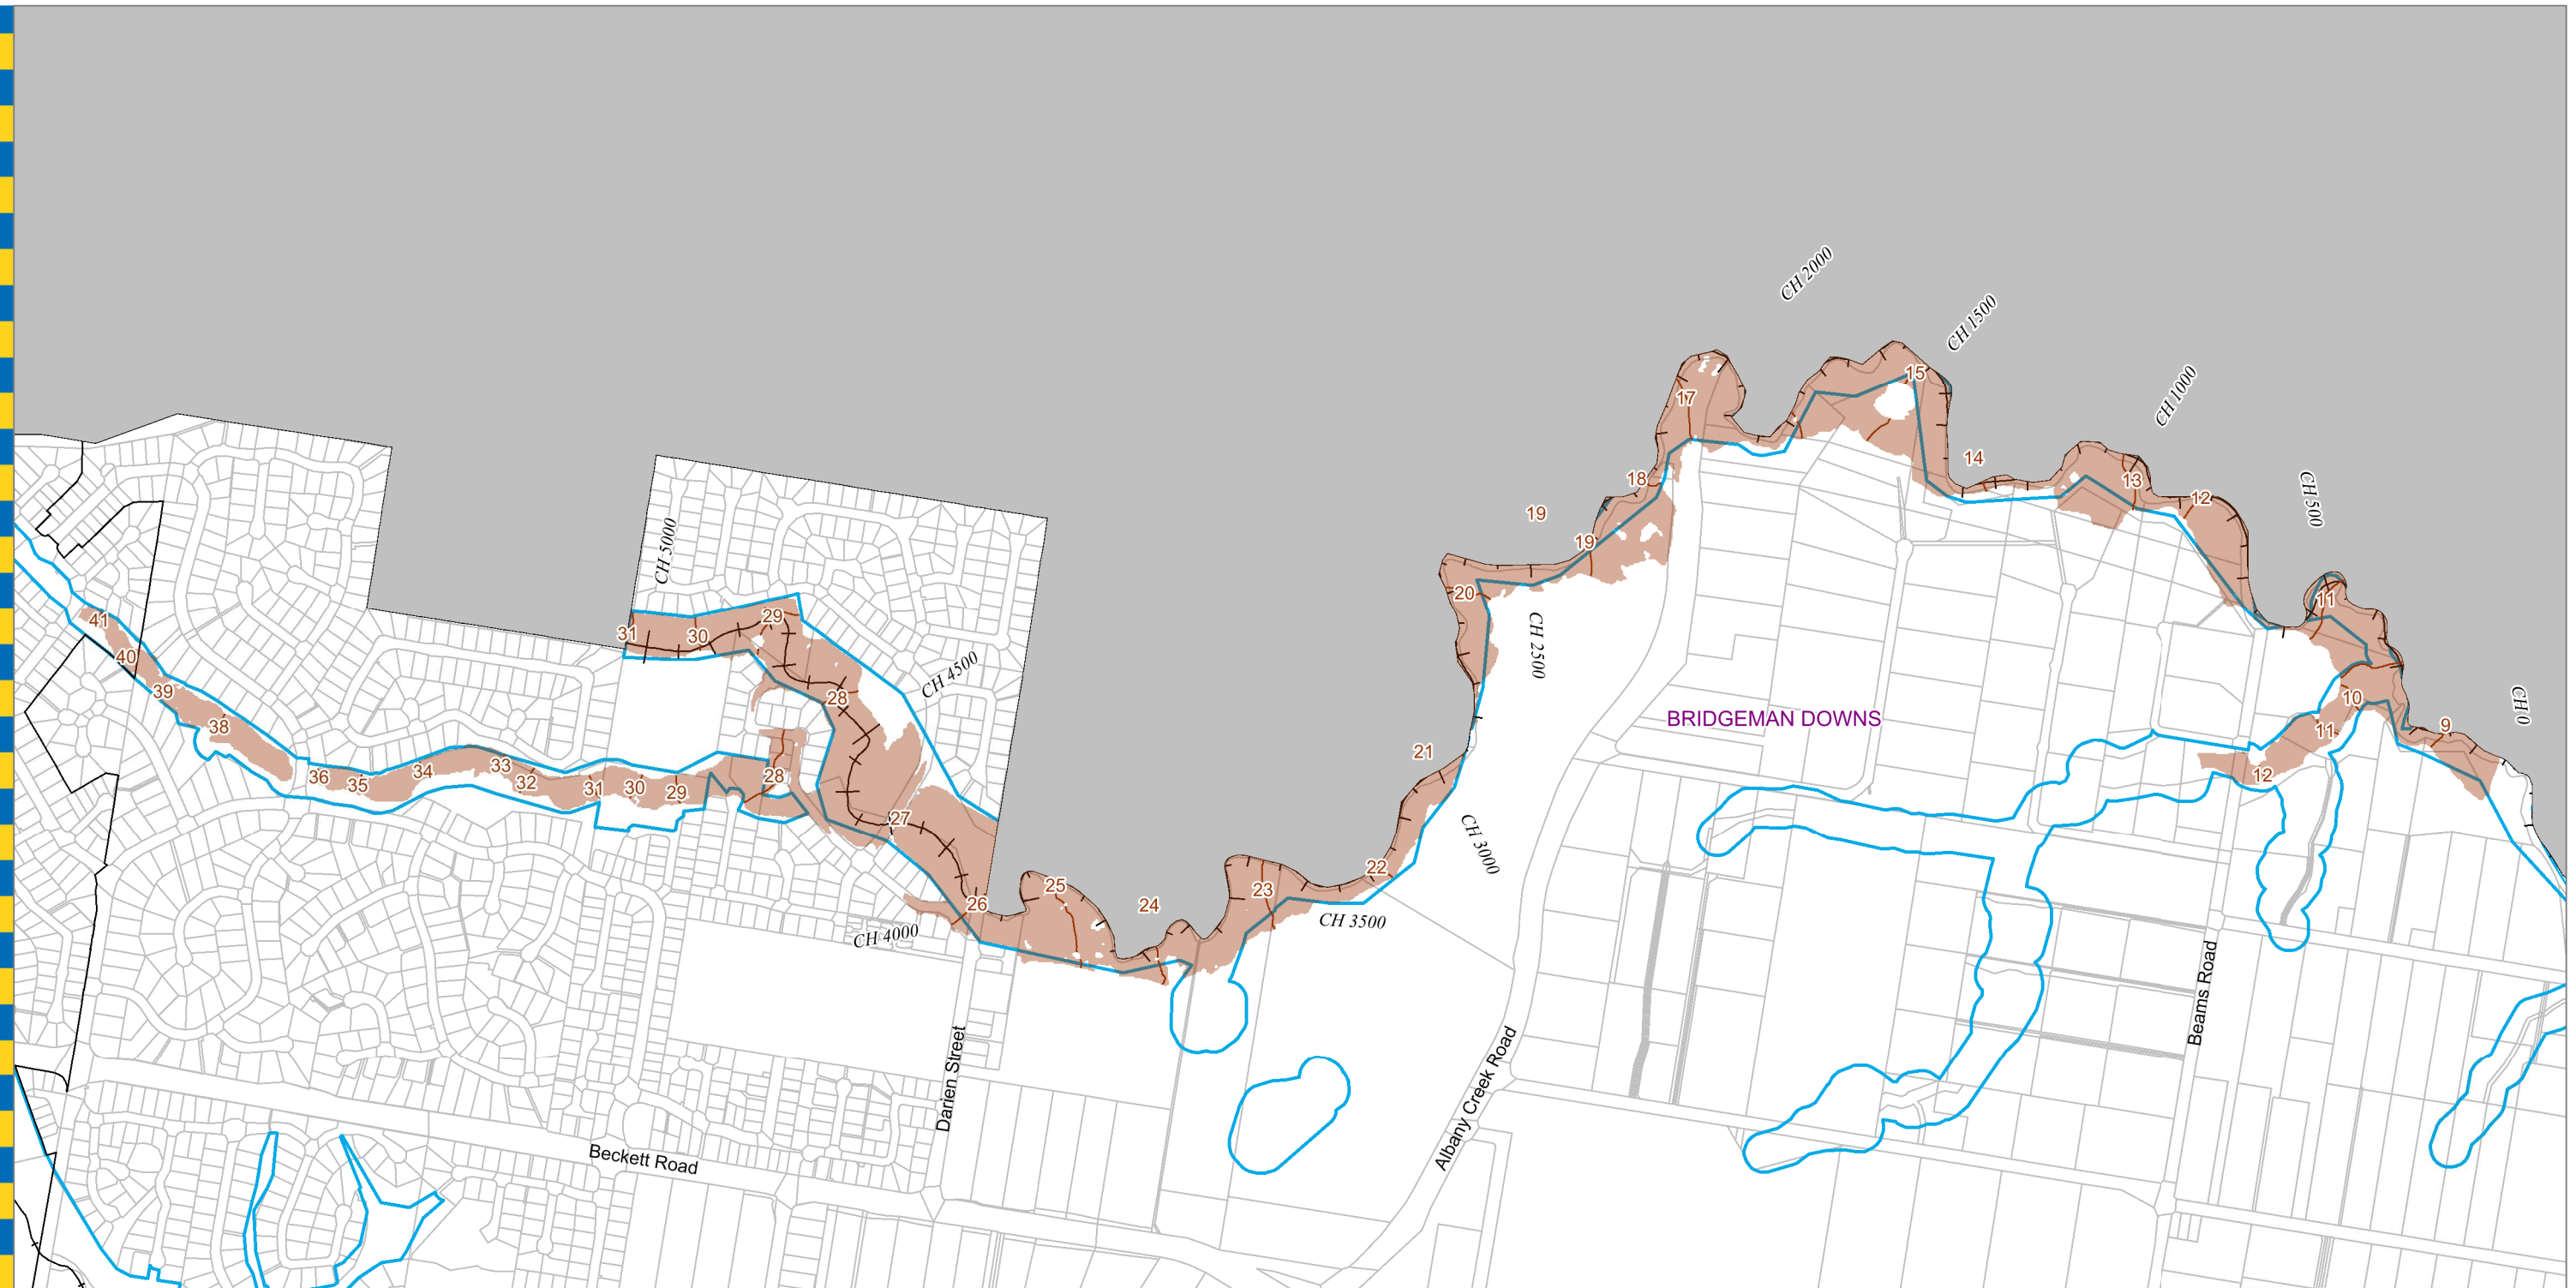 CH 2000
CH 1500
CH 1000
15
17
14
18
13
12
CH 500
19
19
CH 5000
20
11
41
31
30
29
CH 2500
40
CH 4500
39
28
10
CH 0
38
BRIDGEMAN DOWNS
11
9
21
36
35
34
33
32
31
30
29
28
12
27
CH 3000
22
25
23
26
24
CH 3500
CH 4000
Beams Road
Darien Street
Albany Creek Road
Beckett Road